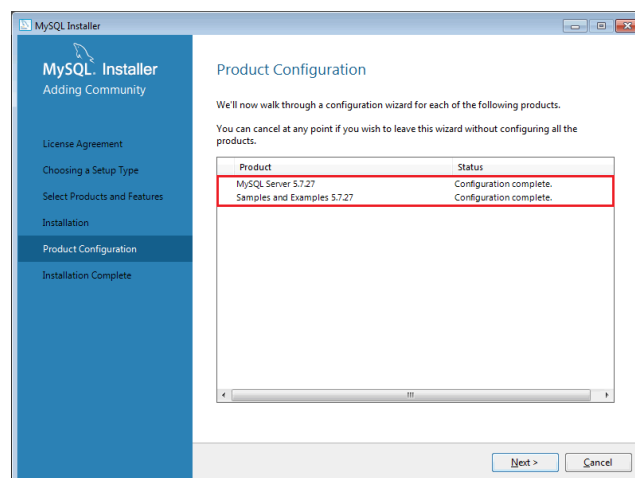 MySQL Installer
MySQL. Installer
Adding Community
License Agreement
Choosing a Setup Type
Select Products and Features
Installation
Product Configuration
Installation Complete
Product Configuration
We'll now walk through a configuration wizard for each of the following products.
You can cancel at any point if you wish to leave this wizard without configuring all the
products.
Product Status
MySQL Server 5.7.27 Configuration complete.
Samples and Examples 5.7.27 Configuration complete.
Next > Cancel